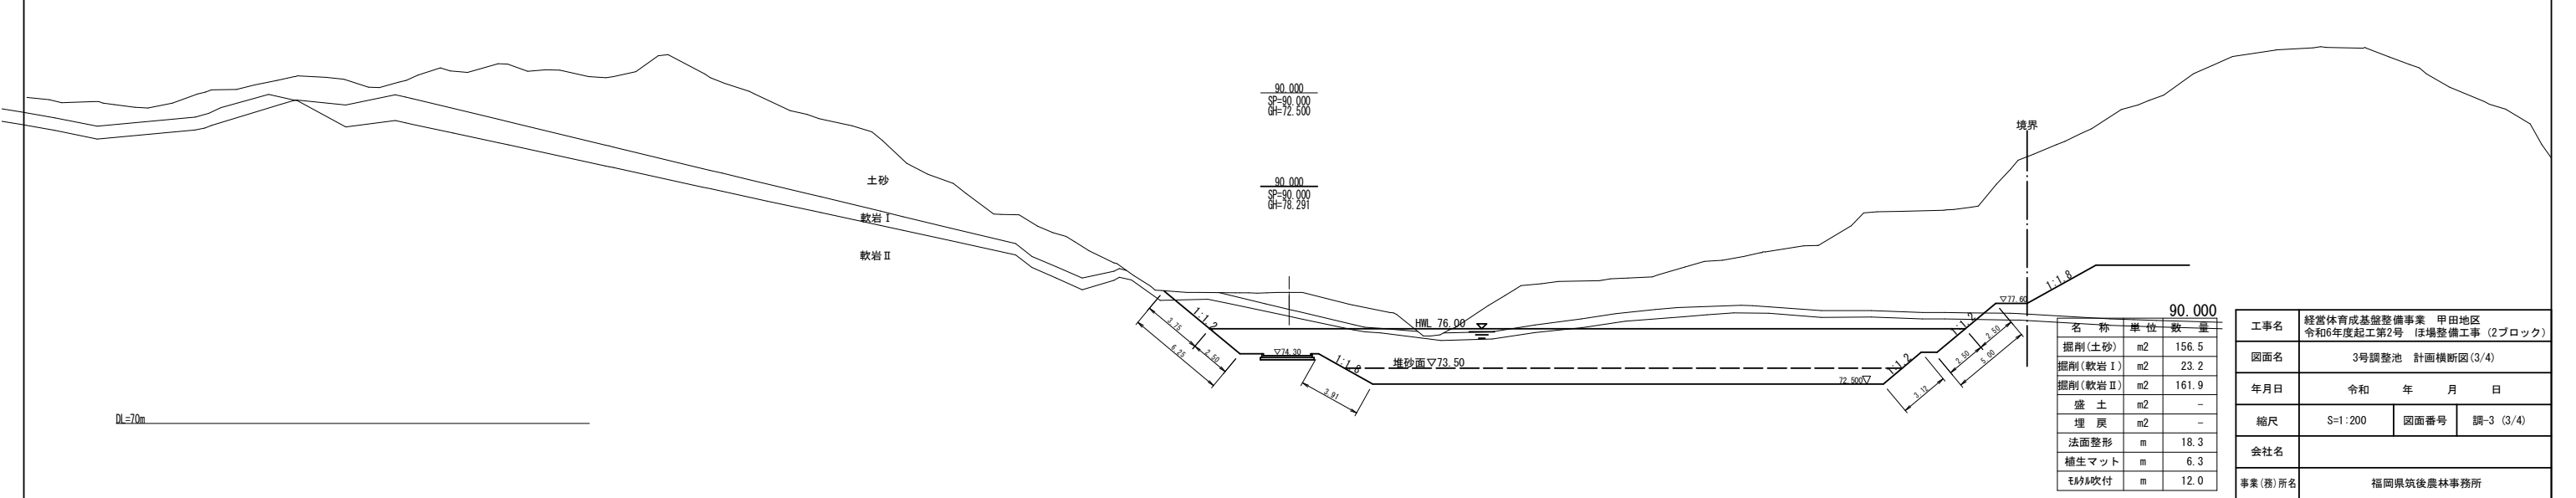 90.000
SP=90.000
GH=72.500
境界
土砂
90.000
SP=90.000
GH=78.291
軟岩Ⅰ
軟岩Ⅱ
1:1.8
▽77.60
1:1.2
3.75
6.25
2.50
HWL 76.00
▽74.30
1:1.8
堆砂面▽73.50
3.91
72.500▽
1:1.2
1:1.2
2.50
2.50
5.00
3.12
DL=70m
90.000
名 称 単 位 数 量
掘削(土砂) m2 156.5
掘削(軟岩Ⅰ) m2 23.2
掘削(軟岩Ⅱ) m2 161.9
盛 土 m2 -
埋 戻 m2 -
法面整形 m 18.3
植生マット m 6.3
モルタル吹付 m 12.0
工事名 経営体育成基盤整備事業 甲田地区
令和6年度起工第2号 ほ場整備工事 (2ブロック)
図面名 3号調整池 計画横断図(3/4)
年月日 令和 年 月 日
縮尺 S=1:200 図面番号 調-3 (3/4)
会社名
事業(務)所名 福岡県筑後農林事務所